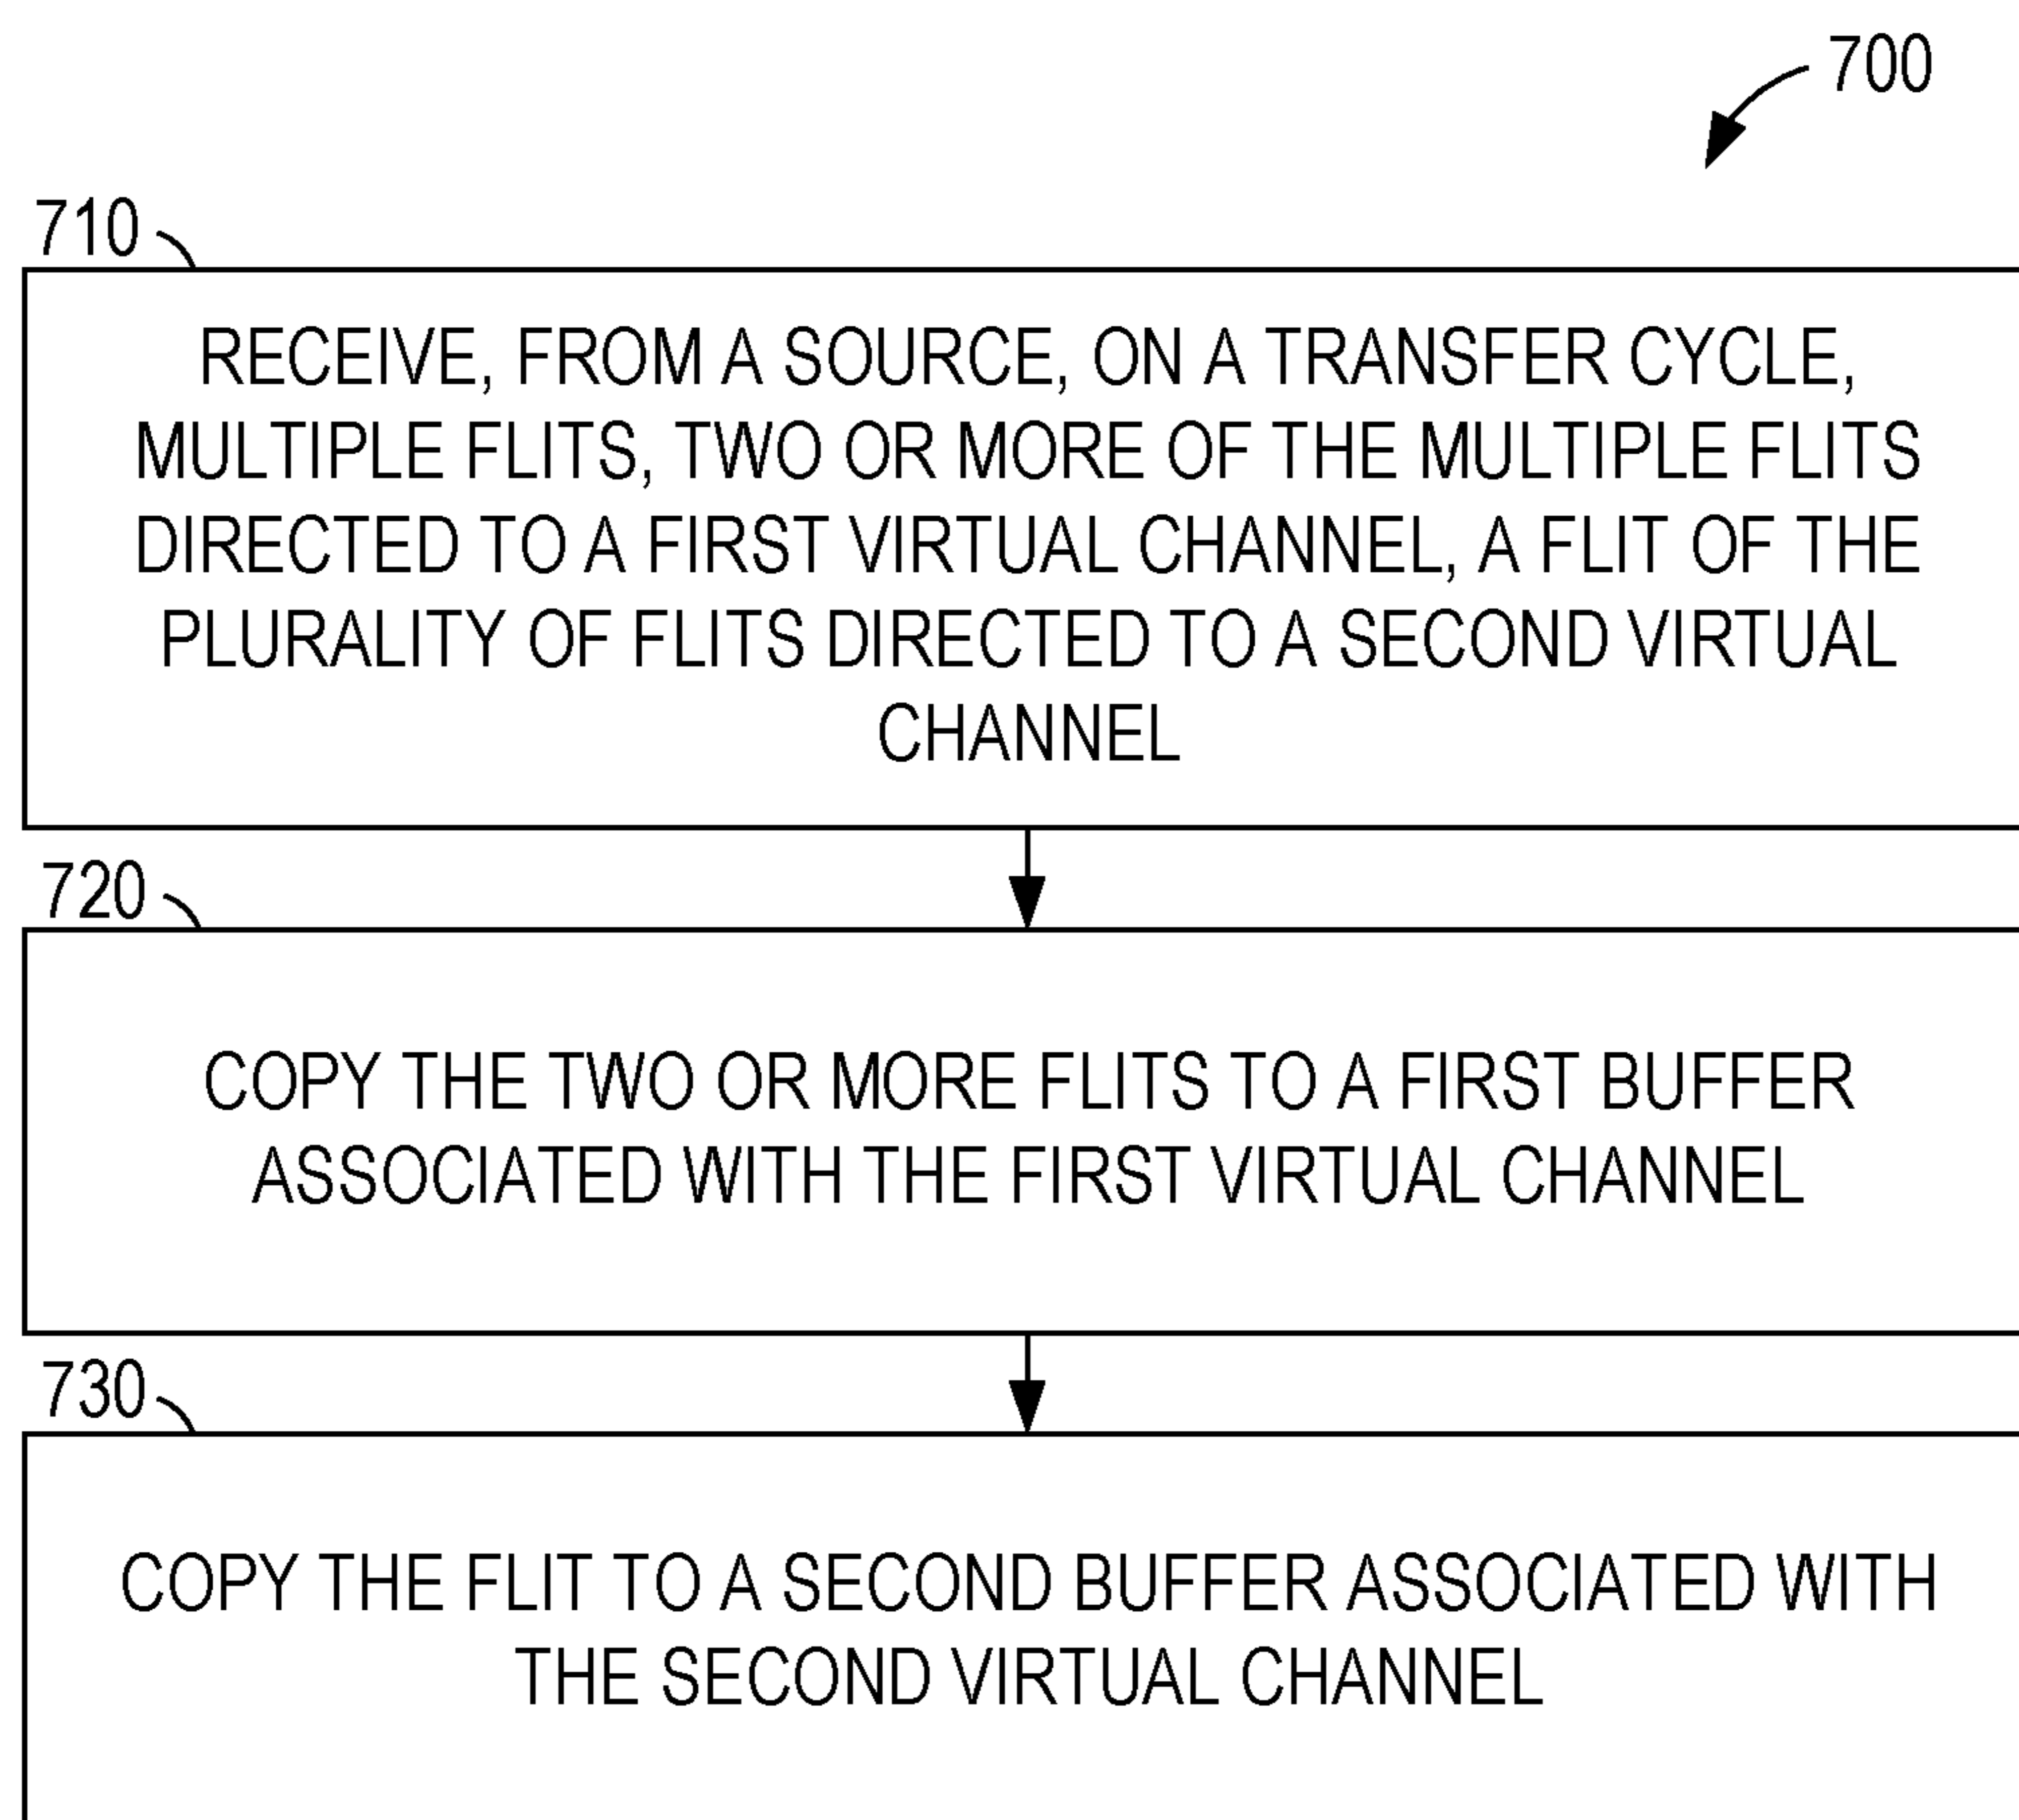 700
710
RECEIVE, FROM A SOURCE, ON A TRANSFER CYCLE,
MULTIPLE FLITS, TWO OR MORE OF THE MULTIPLE FLITS
DIRECTED TO A FIRST VIRTUAL CHANNEL, A FLIT OF THE
PLURALITY OF FLITS DIRECTED TO A SECOND VIRTUAL
CHANNEL
720
COPY THE TWO OR MORE FLITS TO A FIRST BUFFER
ASSOCIATED WITH THE FIRST VIRTUAL CHANNEL
730
COPY THE FLIT TO A SECOND BUFFER ASSOCIATED WITH
THE SECOND VIRTUAL CHANNEL